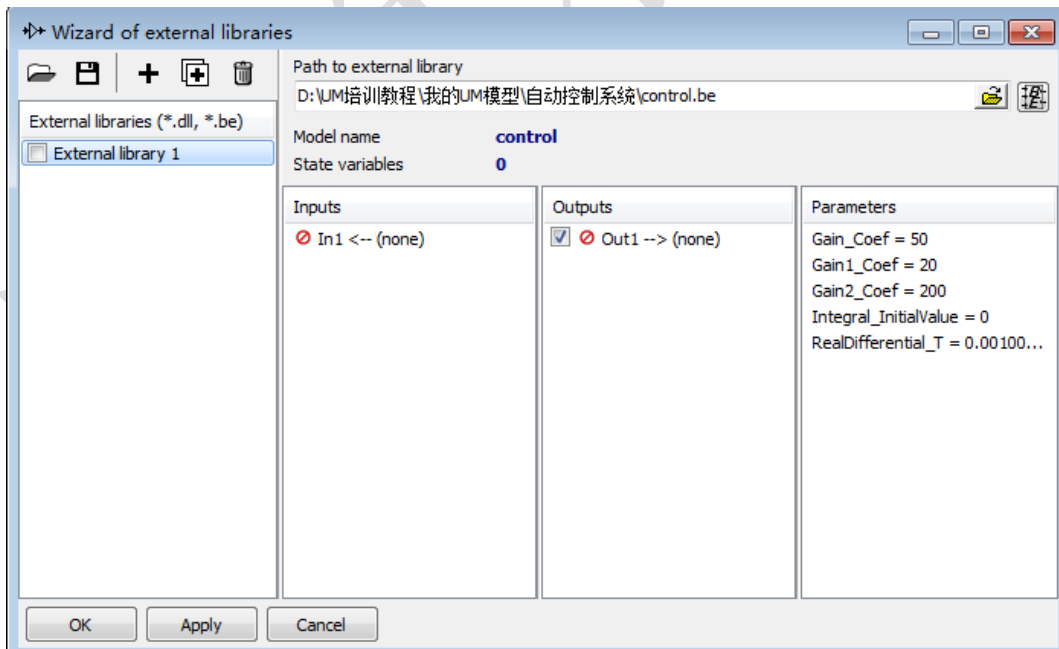 Wizard of external libraries
Path to external library
D:\UM培训教程\我的UM模型\自动控制系统\control.be
External libraries (*.dll, *.be)
External library 1
Model name control
State variables 0
Inputs
In1 <-- (none)
Outputs
Out1 --> (none)
Parameters
Gain_Coef = 50
Gain1_Coef = 20
Gain2_Coef = 200
Integral_InitialValue = 0
RealDifferential_T = 0.00100...
OK Apply Cancel